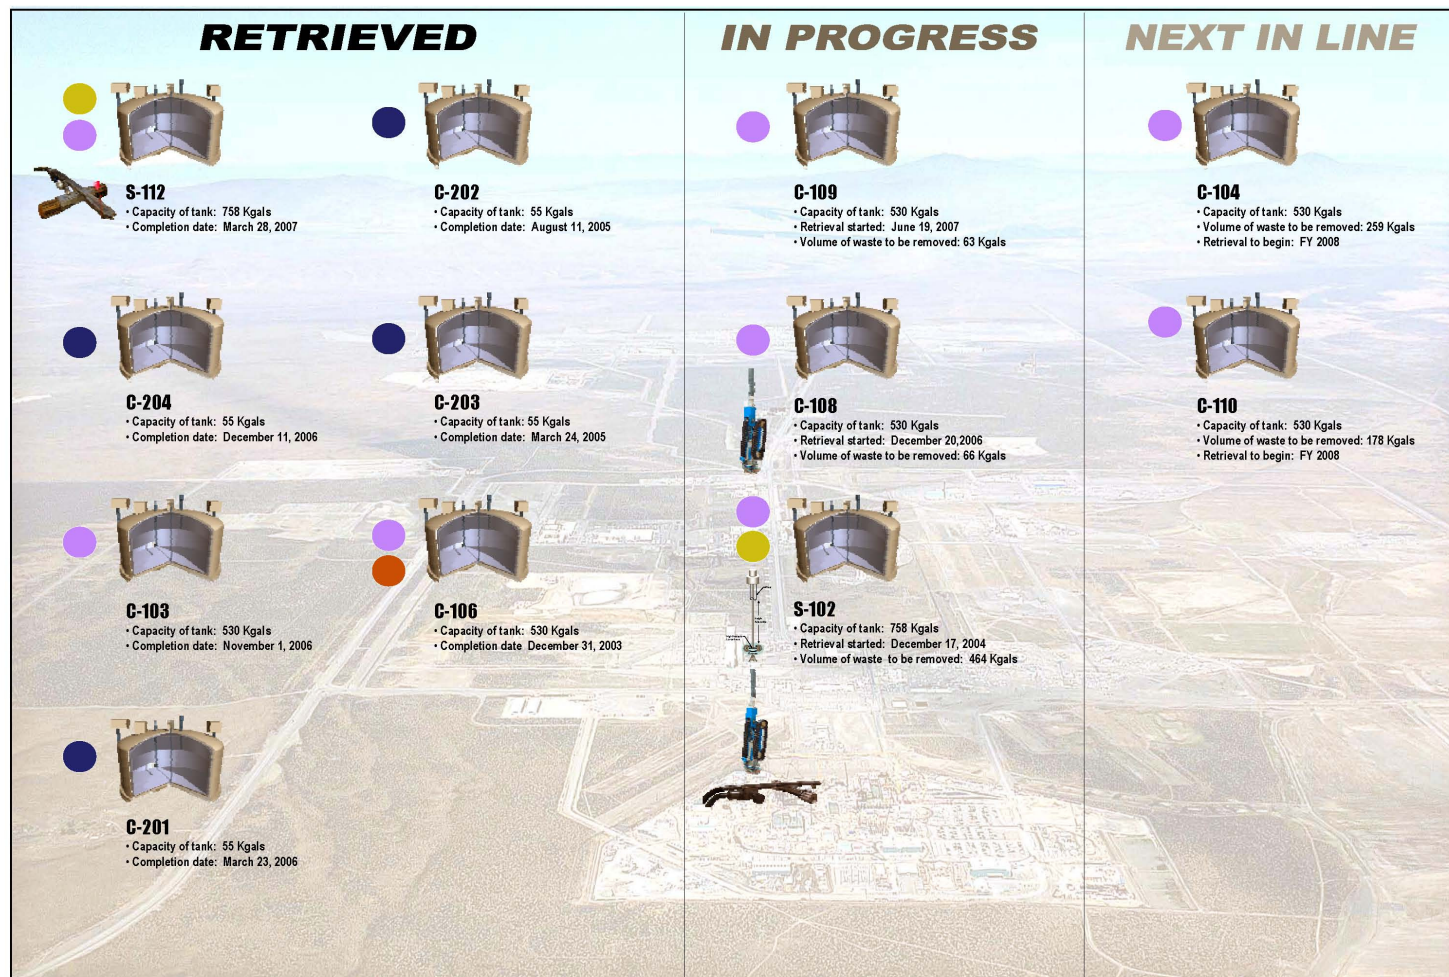 RETRIEVED
IN PROGRESS
NEXT IN LINE
S-112
• Capacity of tank: 758 Kgals
• Completion date: March 28, 2007
C-202
• Capacity of tank: 55 Kgals
• Completion date: August 11, 2005
C-204
• Capacity of tank: 55 Kgals
• Completion date: December 11, 2006
C-203
• Capacity of tank: 55 Kgals
• Completion date: March 24, 2005
C-103
• Capacity of tank: 530 Kgals
• Completion date: November 1, 2006
C-106
• Capacity of tank: 530 Kgals
• Completion date December 31, 2003
C-201
• Capacity of tank: 55 Kgals
• Completion date: March 23, 2006
C-109
• Capacity of tank: 530 Kgals
• Retrieval started: June 19, 2007
• Volume of waste to be removed: 63 Kgals
C-108
• Capacity of tank: 530 Kgals
• Retrieval started: December 20,2006
• Volume of waste to be removed: 66 Kgals
S-102
• Capacity of tank: 758 Kgals
• Retrieval started: December 17, 2004
• Volume of waste to be removed: 464 Kgals
C-104
• Capacity of tank: 530 Kgals
• Volume of waste to be removed: 259 Kgals
• Retrieval to begin: FY 2008
C-110
• Capacity of tank: 530 Kgals
• Volume of waste to be removed: 178 Kgals
• Retrieval to begin: FY 2008